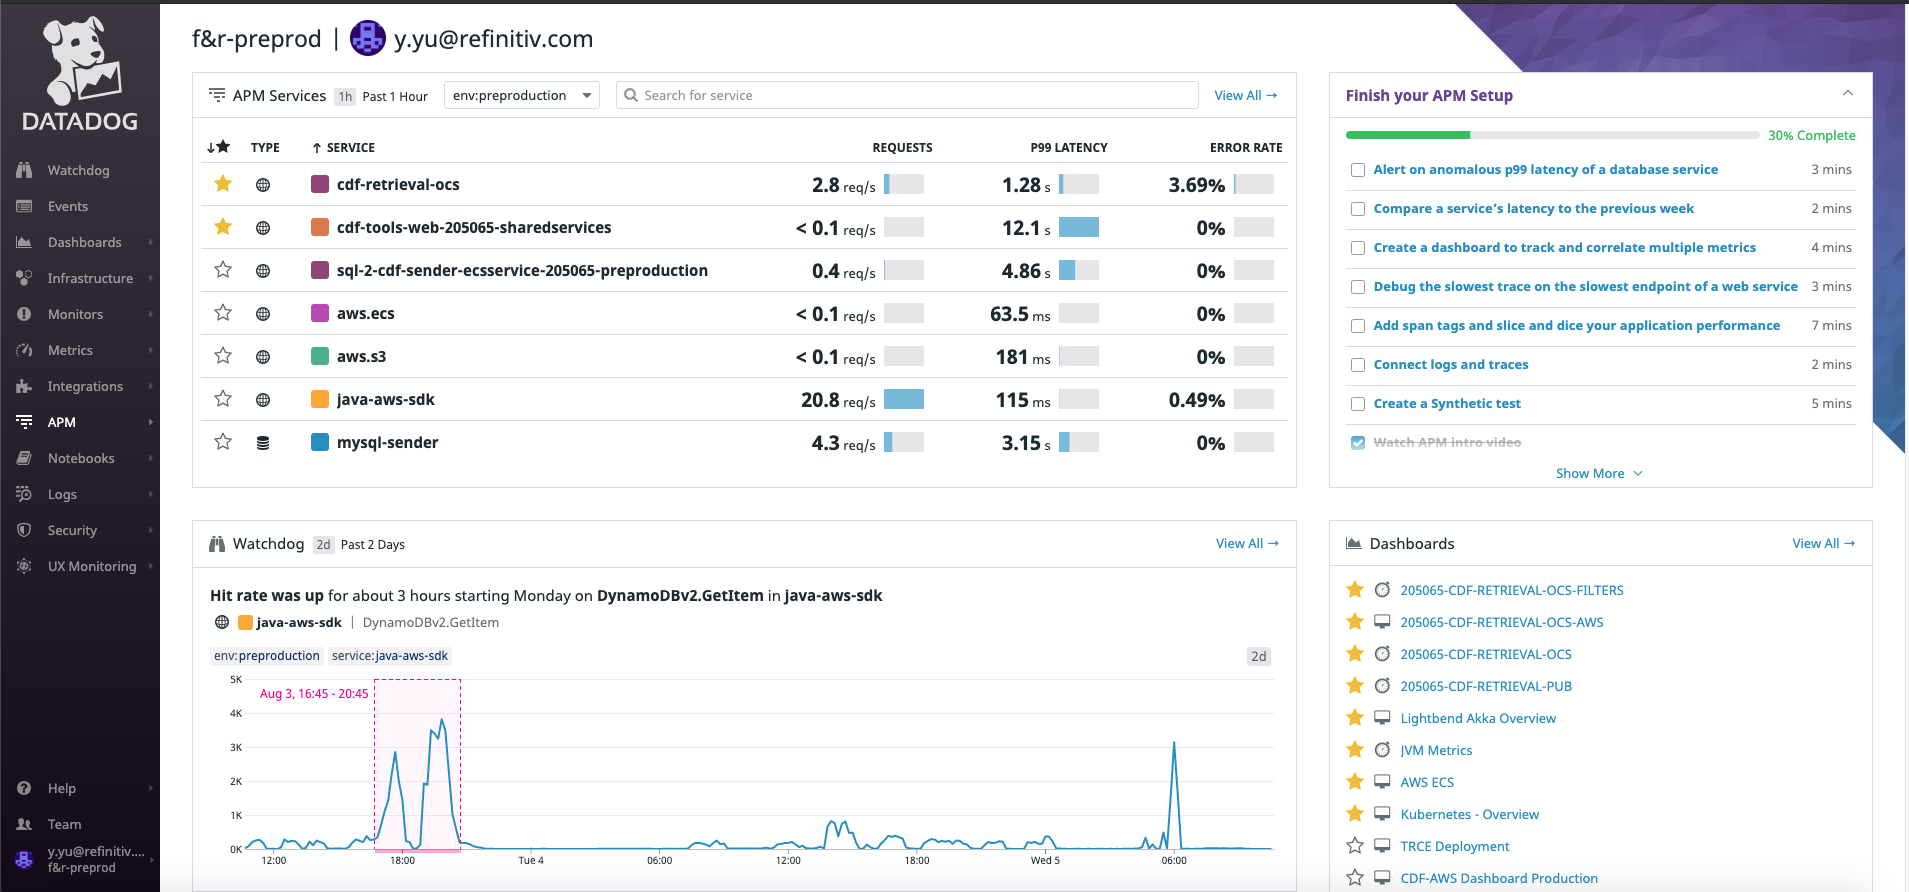 DATADOG
Watchdog
Events
Dashboards
Infrastructure
Monitors
Metrics
Integrations
APM
Notebooks
Logs
Security
UX Monitoring
Help
Team
y.yu@refinitiv....
f&r-preprod
f&r-preprod | y.yu@refinitiv.com
APM Services 1h Past 1 Hour env:preproduction Search for service View All →
TYPE ↑ SERVICE REQUESTS P99 LATENCY ERROR RATE
cdf-retrieval-ocs 2.8 req/s 1.28 s 3.69%
cdf-tools-web-205065-sharedservices < 0.1 req/s 12.1 s 0%
sql-2-cdf-sender-ecsservice-205065-preproduction 0.4 req/s 4.86 s 0%
aws.ecs < 0.1 req/s 63.5 ms 0%
aws.s3 < 0.1 req/s 181 ms 0%
java-aws-sdk 20.8 req/s 115 ms 0.49%
mysql-sender 4.3 req/s 3.15 s 0%
Finish your APM Setup
30% Complete
Alert on anomalous p99 latency of a database service 3 mins
Compare a service's latency to the previous week 2 mins
Create a dashboard to track and correlate multiple metrics 4 mins
Debug the slowest trace on the slowest endpoint of a web service 3 mins
Add span tags and slice and dice your application performance 7 mins
Connect logs and traces 2 mins
Create a Synthetic test 5 mins
Watch APM intro video
Show More
Watchdog 2d Past 2 Days View All →
Hit rate was up for about 3 hours starting Monday on DynamoDBv2.GetItem in java-aws-sdk
java-aws-sdk | DynamoDBv2.GetItem
env:preproduction service:java-aws-sdk 2d
5K
Aug 3, 16:45 - 20:45
4K
3K
2K
1K
0K
12:00 18:00 Tue 4 06:00 12:00 18:00 Wed 5 06:00
Dashboards View All →
205065-CDF-RETRIEVAL-OCS-FILTERS
205065-CDF-RETRIEVAL-OCS-AWS
205065-CDF-RETRIEVAL-OCS
205065-CDF-RETRIEVAL-PUB
Lightbend Akka Overview
JVM Metrics
AWS ECS
Kubernetes - Overview
TRCE Deployment
CDF-AWS Dashboard Production